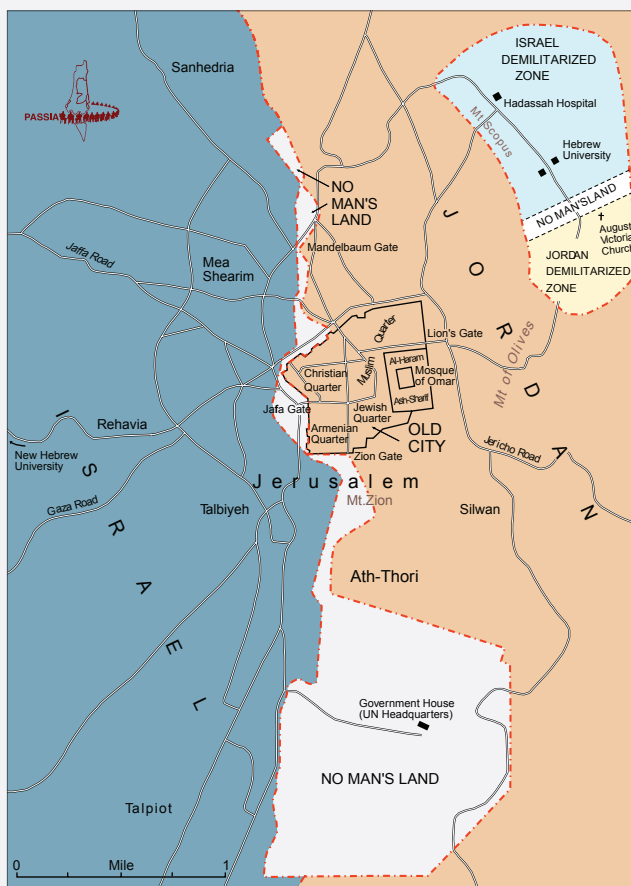 ISRAEL
DEMILITARIZED
ZONE
Sanhedria
Hadassah Hospital
PASSIA
Mt Scopus
Hebrew
University
NO
MAN'S
LAND
NO MAN'S LAND
Mandelbaum Gate
August
Victoria
Church
Jaffa Road
Mea
Shearim
JORDAN
DEMILITARIZED
ZONE
JORDAN
Muslim
Quarter
Lion's Gate
Mt of Olives
Al-Haram
Christian
Quarter
Mosque
of Omar
Ash-Sharif
Jafa Gate
Jewish
Quarter
Rehavia
Armenian
Quarter
OLD
CITY
Jericho Road
New Hebrew
University
Zion Gate
Jerusalem
Mt.Zion
Gaza Road
Talbiyeh
Silwan
ISRAEL
Ath-Thori
Government House
(UN Headquarters)
NO MAN'S LAND
Talpiot
0 Mile 1